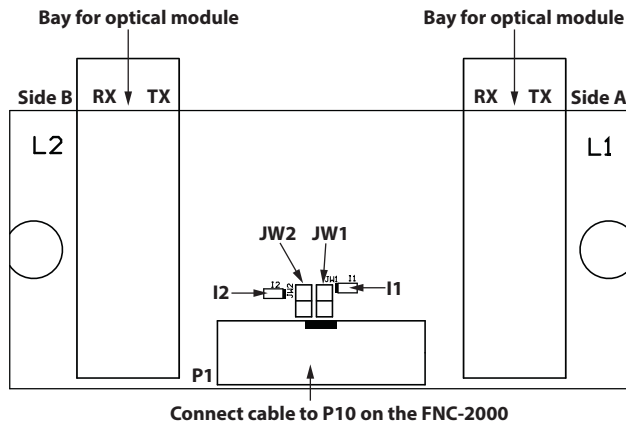 Bay for optical module
Bay for optical module
Side B RX TX
RX TX Side A
L2
L1
JW2 JW1
JW1 I1
I2
I2 JW2
I1
P1
Connect cable to P10 on the FNC-2000